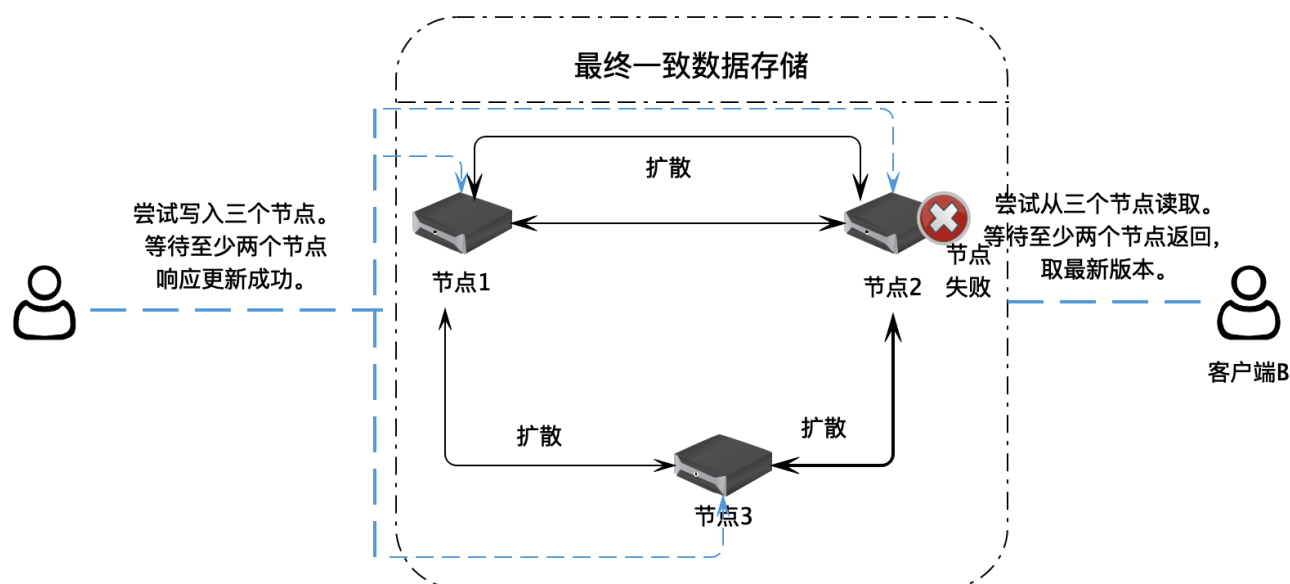 最终一致数据存储
扩散
尝试写入三个节点。
等待至少两个节点
响应更新成功。
节点1
节点2
节点
失败
尝试从三个节点读取。
等待至少两个节点返回，
取最新版本。
客户端B
扩散
扩散
节点3